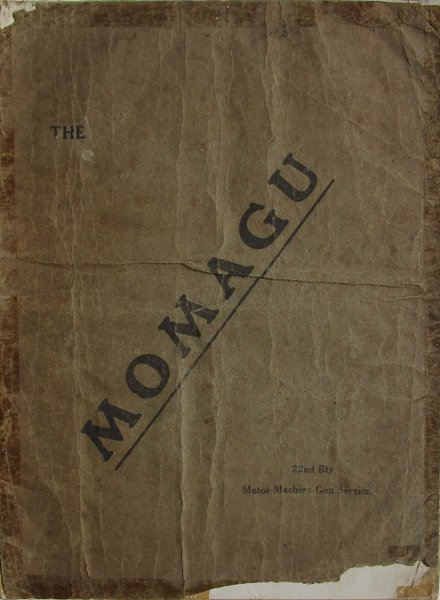 THE
MOMAGU
22nd Bty
Motor Machine-Gun Service